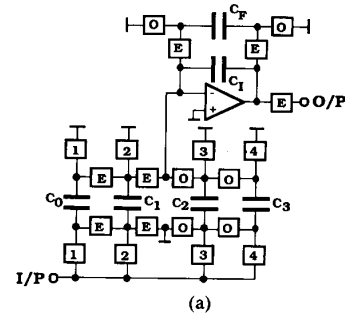 O C_F O
E E
C_I
- + E O/P
1 2 3 4
E E O O
C_0 C_1 C_2 C_3
E E O O
1 2 3 4
I/P
(a)